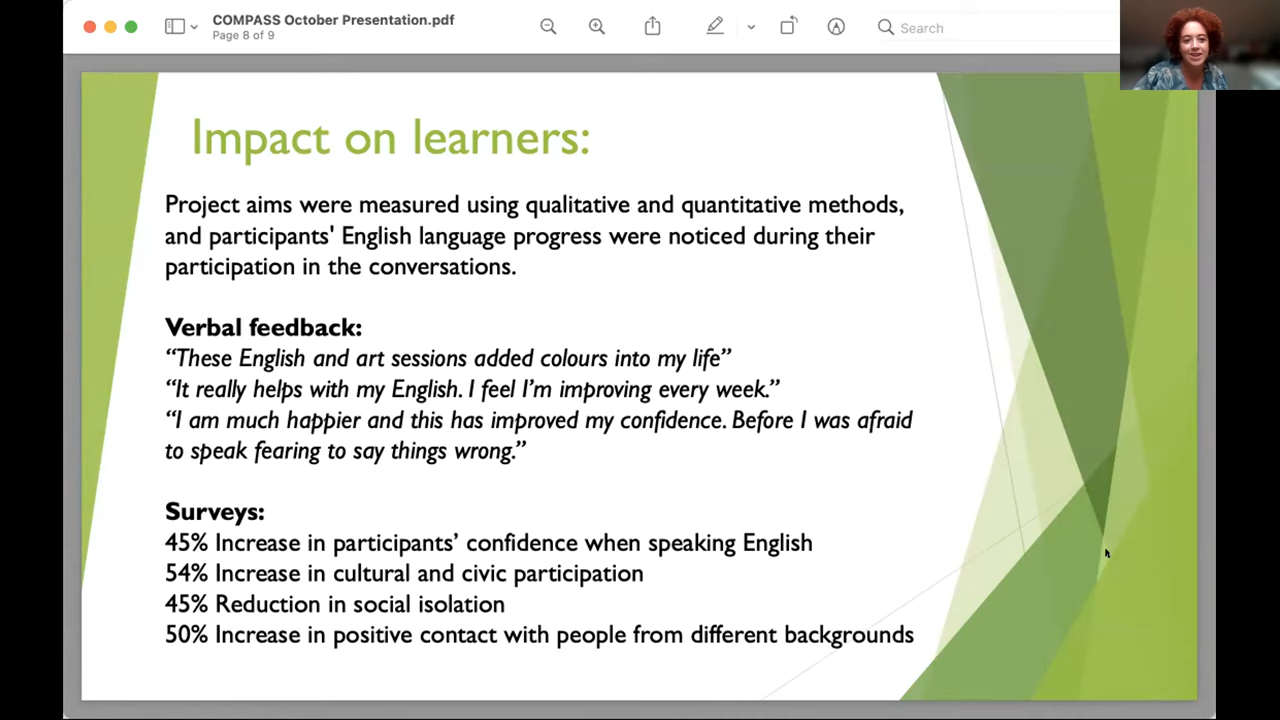 COMPASS October Presentation.pdf
Page 8 of 9
Search
Impact on learners:
Project aims were measured using qualitative and quantitative methods,
and participants' English language progress were noticed during their
participation in the conversations.
Verbal feedback:
“These English and art sessions added colours into my life”
“It really helps with my English. I feel I’m improving every week.”
“I am much happier and this has improved my confidence. Before I was afraid
to speak fearing to say things wrong.”
Surveys:
45% Increase in participants’ confidence when speaking English
54% Increase in cultural and civic participation
45% Reduction in social isolation
50% Increase in positive contact with people from different backgrounds